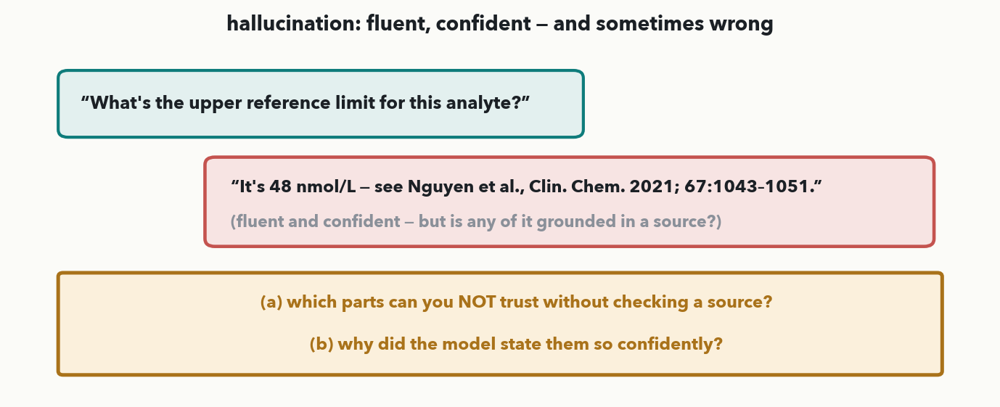 hallucination: fluent, confident – and sometimes wrong
“What's the upper reference limit for this analyte?”
“It's 48 nmol/L – see Nguyen et al., Clin. Chem. 2021; 67:1043–1051.”
(fluent and confident – but is any of it grounded in a source?)
(a) which parts can you NOT trust without checking a source?
(b) why did the model state them so confidently?